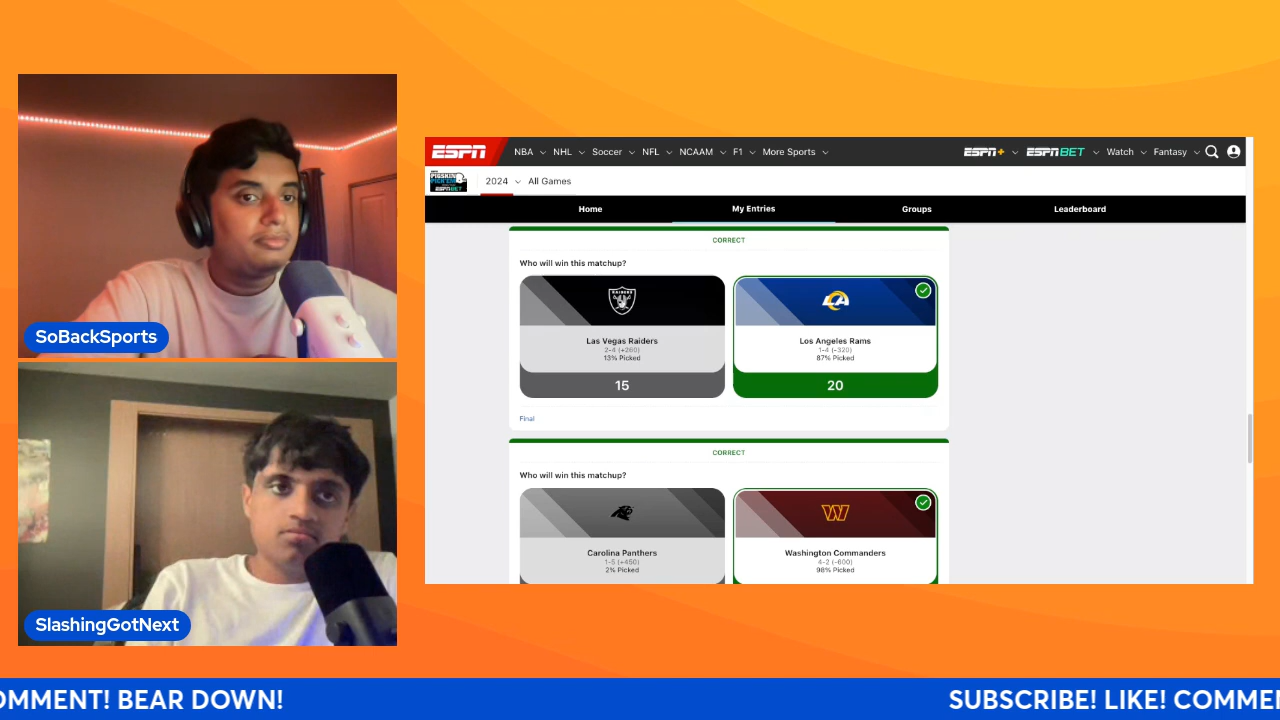 SoBackSports
SlashingGotNext
ESPN
NBA NHL Soccer NFL NCAAM F1 More Sports
ESPN+ ESPN BET Watch Fantasy
2024 All Games
Home My Entries Groups Leaderboard
CORRECT
Who will win this matchup?
RAIDERS
LA
Las Vegas Raiders Los Angeles Rams
2-4 (+260) 1-4 (-320)
13% Picked 87% Picked
15 20
Final
CORRECT
Who will win this matchup?
W
Carolina Panthers Washington Commanders
1-5 (+450) 4-2 (-600)
2% Picked 98% Picked
OMMENT! BEAR DOWN! SUBSCRIBE! LIKE! COMME